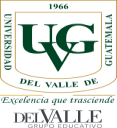 1966
UNIVERSIDAD
UVG
GUATEMALA
DEL VALLE DE
Excelencia que trasciende
DELVALLE
GRUPO EDUCATIVO